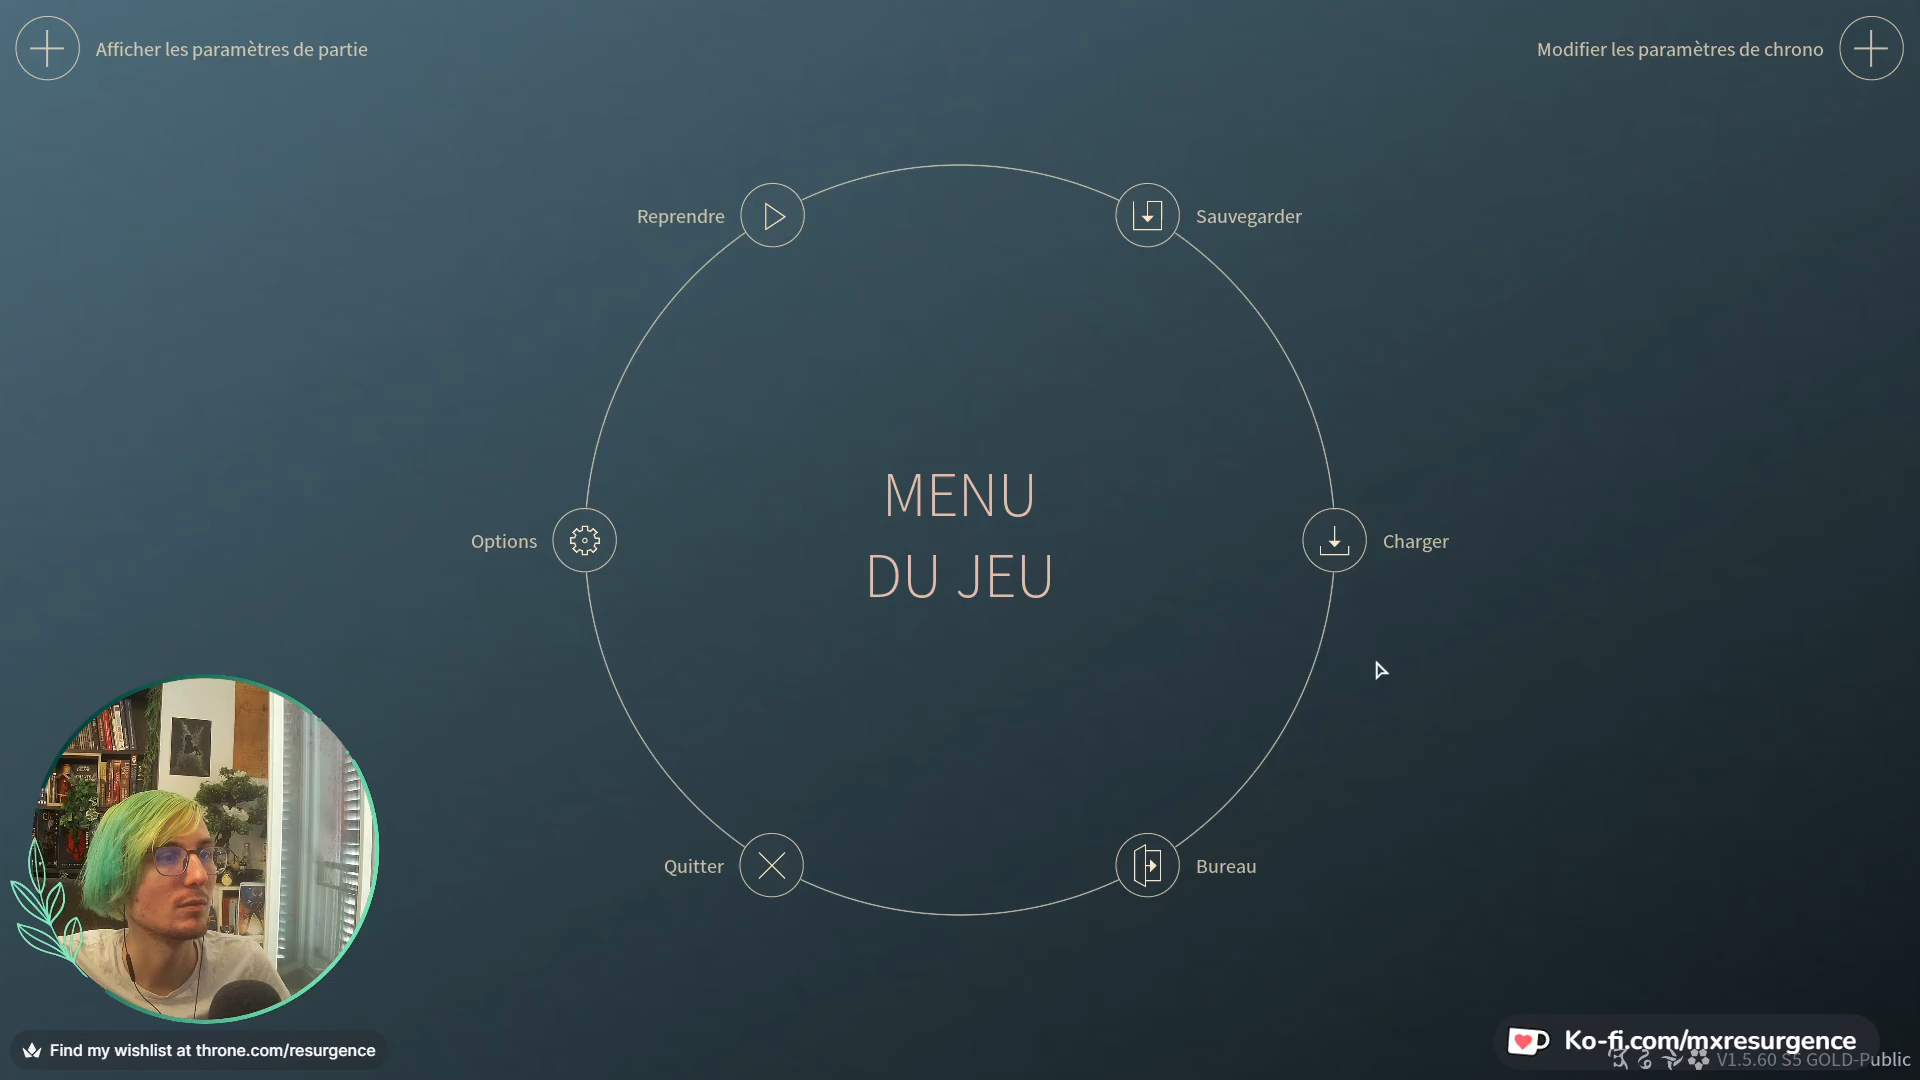 Afficher les paramètres de partie
Modifier les paramètres de chrono
Reprendre
Sauvegarder
MENU
DU JEU
Options
Charger
Quitter
Bureau
Find my wishlist at throne.com/resurgence
Ko-fi.com/mxresurgence
V1.5.60 S5 GOLD-Public